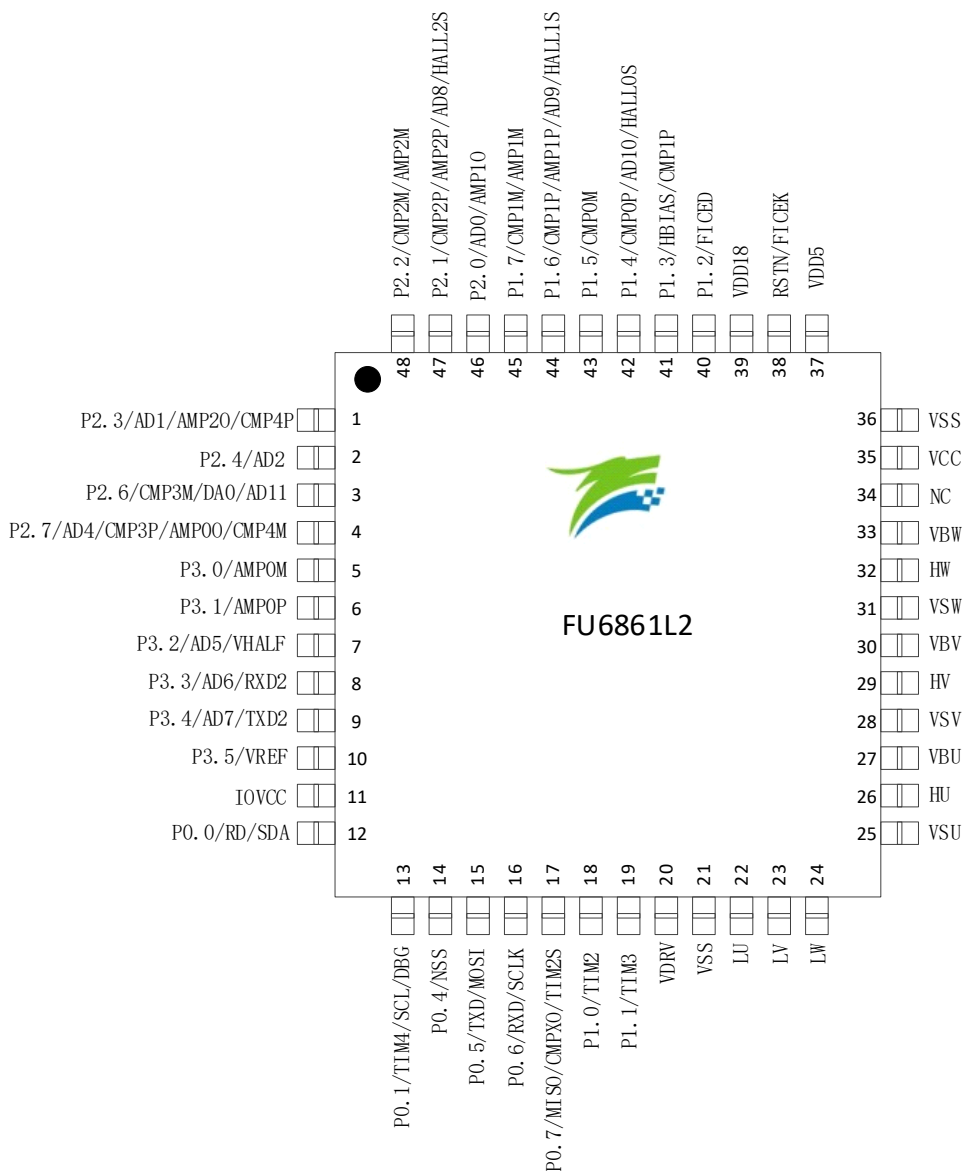 P2.2/CMP2M/AMP2M
P2.1/CMP2P/AMP2P/AD8/HALL2S
P2.0/AD0/AMP1O
P1.7/CMP1M/AMP1M
P1.6/CMP1P/AMP1P/AD9/HALL1S
P1.5/CMP0M
P1.4/CMP0P/AD10/HALL0S
P1.3/HBIAS/CMP1P
P1.2/FICED
VDD18
RSTN/FICEK
VDD5
48
47
46
45
44
43
42
41
40
39
38
37
P2.3/AD1/AMP2O/CMP4P 1
P2.4/AD2 2
P2.6/CMP3M/DA0/AD11 3
P2.7/AD4/CMP3P/AMP0O/CMP4M 4
P3.0/AMP0M 5
P3.1/AMP0P 6
P3.2/AD5/VHALF 7
P3.3/AD6/RXD2 8
P3.4/AD7/TXD2 9
P3.5/VREF 10
IOVCC 11
P0.0/RD/SDA 12
FU6861L2
36 VSS
35 VCC
34 NC
33 VBW
32 HW
31 VSW
30 VBV
29 HV
28 VSV
27 VBU
26 HU
25 VSU
13
14
15
16
17
18
19
20
21
22
23
24
P0.1/TIM4/SCL/DBG
P0.4/NSS
P0.5/TXD/MOSI
P0.6/RXD/SCLK
P0.7/MISO/CMPXO/TIM2S
P1.0/TIM2
P1.1/TIM3
VDRV
VSS
LU
LV
LW